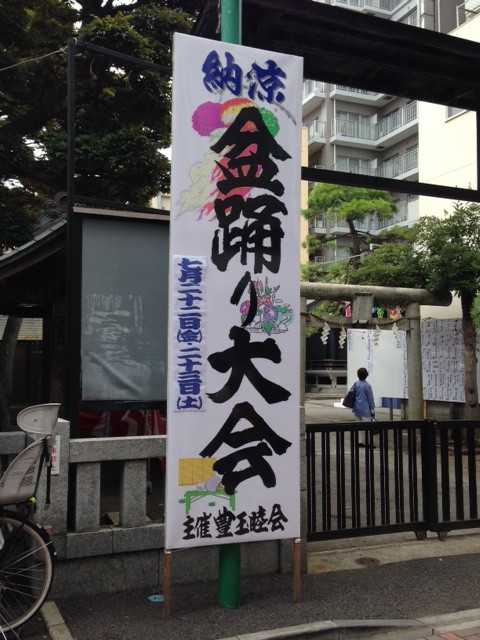 納涼
盆踊り大会
七月二十二日(金)・二十三日(土)
主催豊玉睦会